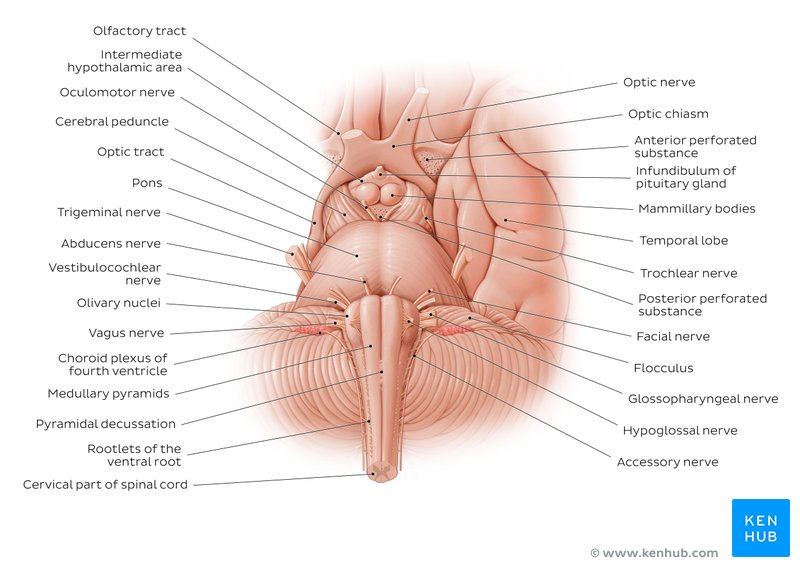 Olfactory tract
Intermediate
hypothalamic area
Oculomotor nerve
Cerebral peduncle
Optic tract
Pons
Trigeminal nerve
Abducens nerve
Vestibulocochlear
nerve
Olivary nuclei
Vagus nerve
Choroid plexus of
fourth ventricle
Medullary pyramids
Pyramidal decussation
Rootlets of the
ventral root
Cervical part of spinal cord
Optic nerve
Optic chiasm
Anterior perforated
substance
Infundibulum of
pituitary gland
Mammillary bodies
Temporal lobe
Trochlear nerve
Posterior perforated
substance
Facial nerve
Flocculus
Glossopharyngeal nerve
Hypoglossal nerve
Accessory nerve
KEN
HUB
© www.kenhub.com